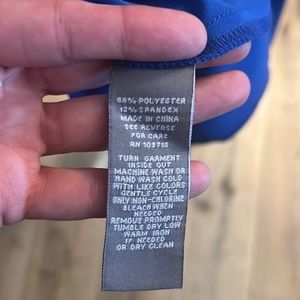 88% POLYESTER
12% SPANDEX
MADE IN CHINA
SEE REVERSE
FOR CARE
RN 103715
TURN GARMENT
INSIDE OUT
MACHINE WASH OR
HAND WASH COLD
WITH LIKE COLORS
GENTLE CYCLE
ONLY NON-CHLORINE
BLEACH WHEN
NEEDED
REMOVE PROMPTLY
TUMBLE DRY LOW
WARM IRON
IF NEEDED
OR DRY CLEAN